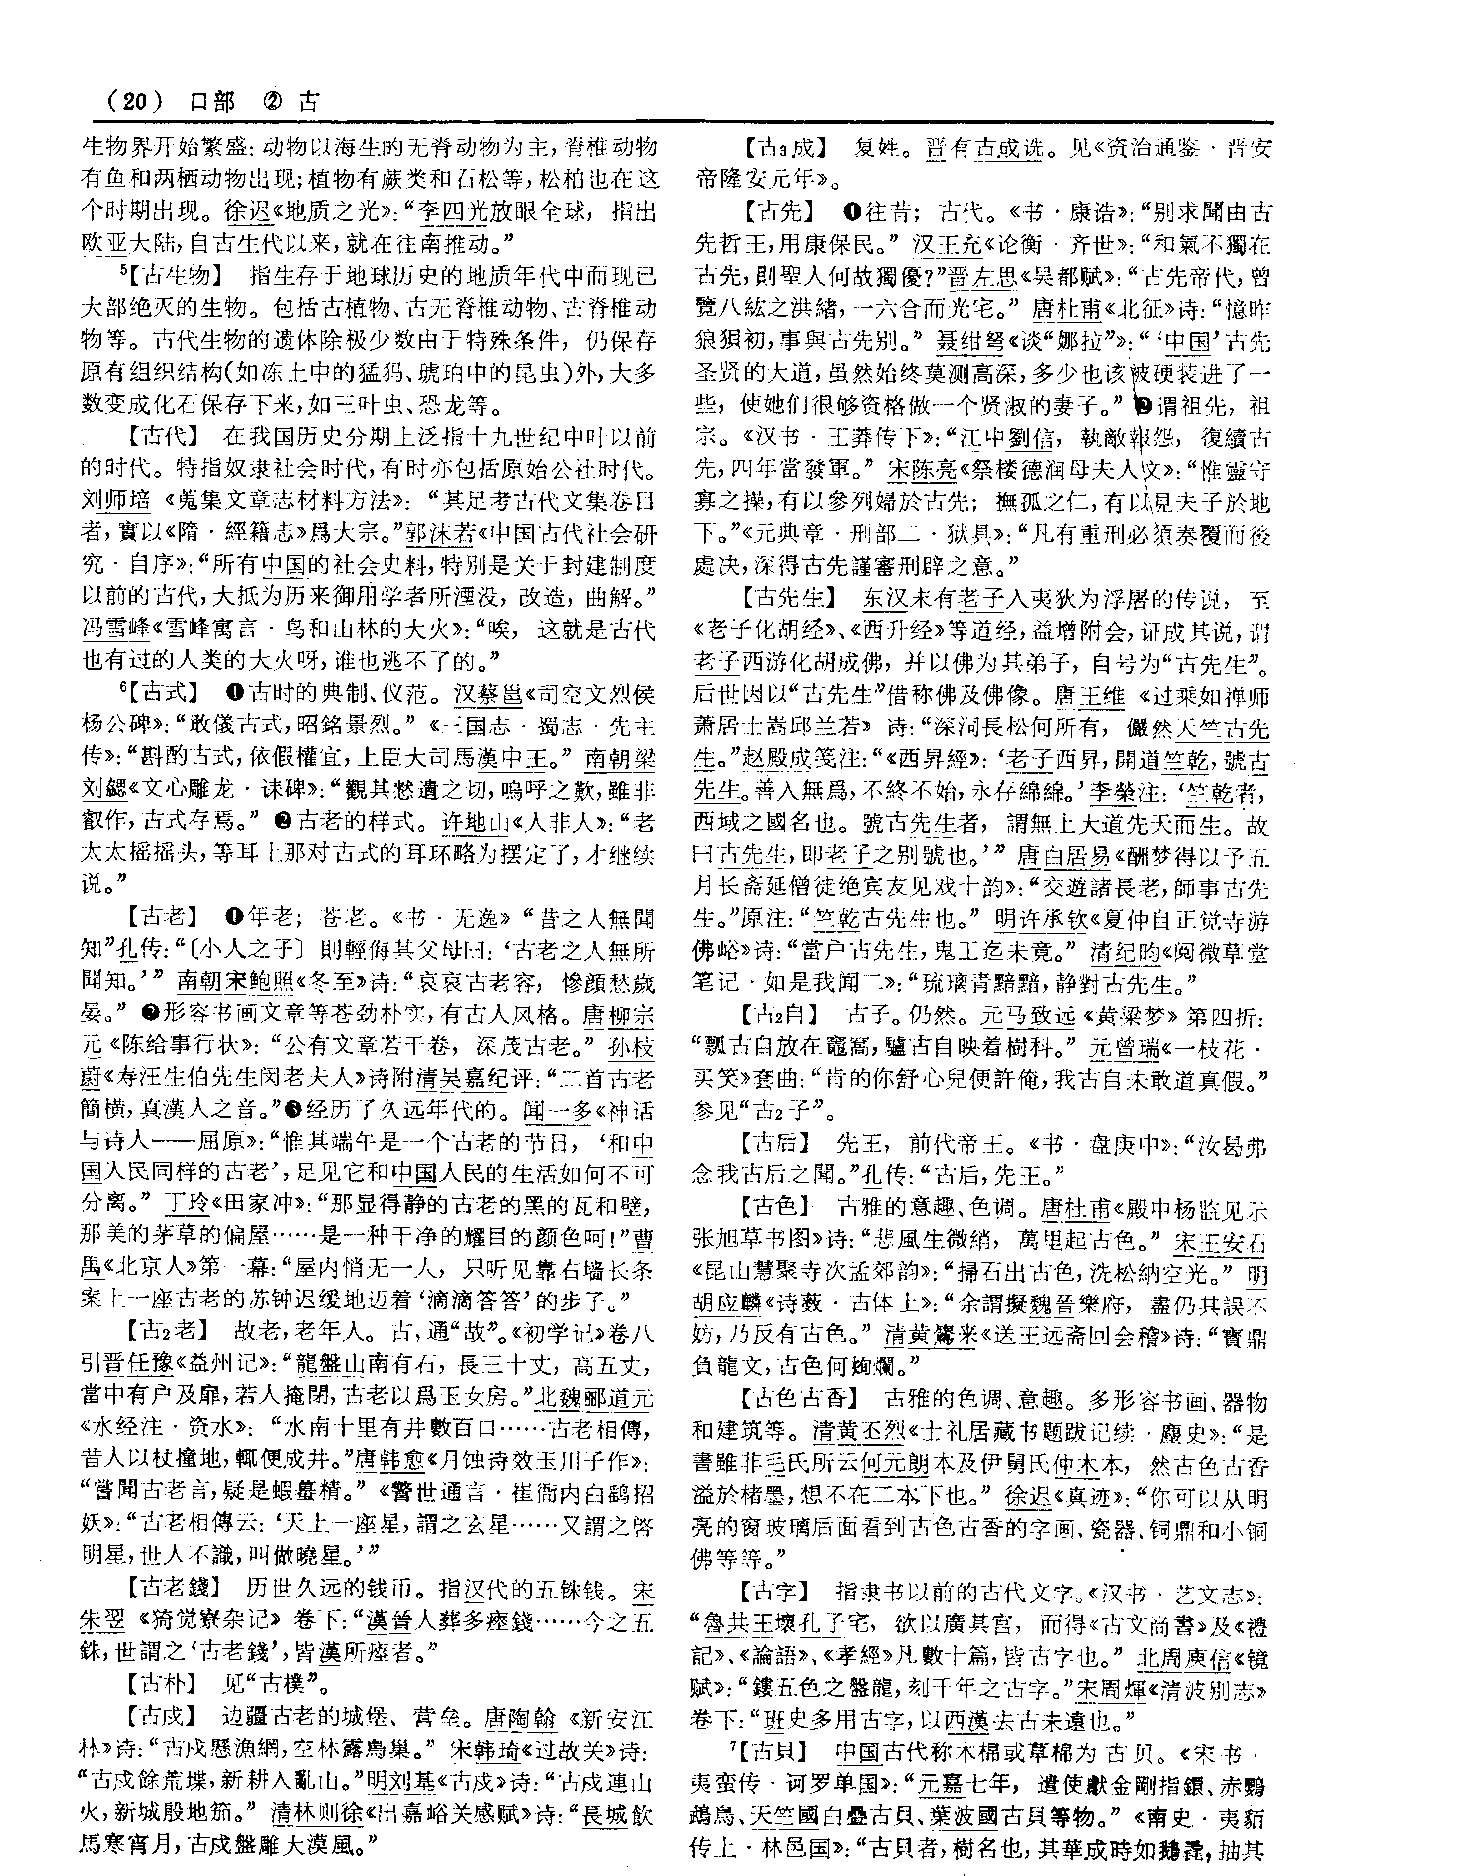 （20） 口部 ② 古
生物界开始繁盛：动物以海生的无脊动物为主，脊椎动物
有鱼和两栖动物出现；植物有蕨类和石松等，松柏也在这
个时期出现。徐迟《地质之光》：“李四光放眼全球，指出
欧亚大陆，自古生代以来，就在往南推动。”
⁵【古生物】 指生存于地球历史的地质年代中而现已
大部绝灭的生物。包括古植物、古无脊椎动物、古脊椎动
物等。古代生物的遗体除极少数由于特殊条件，仍保存
原有组织结构（如冻土中的猛犸、琥珀中的昆虫）外，大多
数变成化石保存下来，如三叶虫、恐龙等。
【古代】 在我国历史分期上泛指十九世纪中叶以前
的时代。特指奴隶社会时代，有时亦包括原始公社时代。
刘师培《蒐集文章志材料方法》：“其足考古代文集卷目
者，實以《隋·經籍志》爲大宗。”郭沫若《中国古代社会研
究·自序》：“所有中国的社会史料，特别是关于封建制度
以前的古代，大抵为历来御用学者所湮没，改造，曲解。”
冯雪峰《雪峰寓言·鸟和山林的大火》：“唉，这就是古代
也有过的人类的大火呀，谁也逃不了的。”
⁶【古式】 ❶古时的典制、仪范。汉蔡邕《司空文烈侯
杨公碑》：“敢儀古式，昭銘景烈。”《三国志·蜀志·先主
传》：“斟酌古式，依假權宜，上臣大司馬漢中王。”南朝梁
刘勰《文心雕龙·诔碑》：“觀其慭遺之切，嗚呼之歎，雖非
叡作，古式存焉。”❷古老的样式。许地山《人非人》：“老
太太摇摇头，等耳上那对古式的耳环略为摆定了，才继续
说。”
【古老】 ❶年老；苍老。《书·无逸》“昔之人無聞
知”孔传：“〔小人之子〕則輕侮其父母曰：‘古老之人無所
聞知。’”南朝宋鲍照《冬至》诗：“哀哀古老容，慘顔愁歲
晏。”❷形容书画文章等苍劲朴实，有古人风格。唐柳宗
元《陈给事行状》：“公有文章若干卷，深茂古老。”孙枝
蔚《寿汪生伯先生闵老夫人》诗附清吴嘉纪评：“二首古老
簡横，真漢人之音。”❸经历了久远年代的。闻一多《神话
与诗人——屈原》：“惟其端午是一个古老的节日，‘和中
国人民同样的古老’，足见它和中国人民的生活如何不可
分离。”丁玲《田家冲》：“那显得静的古老的黑的瓦和壁，
那美的茅草的偏屋……是一种干净的耀目的颜色呵！”曹
禺《北京人》第一幕：“屋内悄无一人，只听见靠右墙长条
案上一座古老的苏钟迟缓地迈着‘滴滴答答’的步子。”
【古2老】 故老，老年人。古，通“故”。《初学记》卷八
引晋任豫《益州记》：“龍盤山南有石，長三十丈，高五丈，
當中有户及扉，若人掩閉，古老以爲玉女房。”北魏郦道元
《水经注·资水》：“水南十里有井數百口……古老相傳，
昔人以杖撞地，輒便成井。”唐韩愈《月蚀诗效玉川子作》：
“嘗聞古老言，疑是蝦蟇精。”《警世通言·崔衙内白鹞招
妖》：“古老相傳云：‘天上一座星，謂之玄星……又謂之啓
明星，世人不識，叫做曉星。’”
【古老錢】 历世久远的钱币。指汉代的五铢钱。宋
朱翌《猗觉寮杂记》卷下：“漢晉人葬多瘞錢……今之五
銖，世謂之‘古老錢’，皆漢所瘞者。”
【古朴】 见“古樸”。
【古戍】 边疆古老的城堡、营垒。唐陶翰《新安江
林》诗：“古戍懸漁網，空林露鳥巢。”宋韩琦《过故关》诗：
“古戍餘荒堞，新耕入亂山。”明刘基《古戍》诗：“古戍連山
火，新城殷地笳。”清林则徐《出嘉峪关感赋》诗：“長城飲
馬寒宵月，古戍盤雕大漠風。”
【古3成】 复姓。晋有古成诜。见《资治通鉴·晋安
帝隆安元年》。
【古先】 ❶往昔；古代。《书·康诰》：“别求聞由古
先哲王，用康保民。”汉王充《论衡·齐世》：“和氣不獨在
古先，則聖人何故獨優？”晋左思《吴都赋》：“古先帝代，曾
覽八紘之洪緒，一六合而光宅。”唐杜甫《北征》诗：“憶昨
狼狽初，事與古先别。”聂绀弩《谈“娜拉”》：“‘中国’古先
圣贤的大道，虽然始终莫测高深，多少也该被硬装进了一
些，使她们很够资格做一个贤淑的妻子。”❷谓祖先，祖
宗。《汉书·王莽传下》：“江中劉信，執敵報怨，復續古
先，四年當發軍。”宋陈亮《祭楼德润母夫人文》：“惟靈守
寡之操，有以參列婦於古先；撫孤之仁，有以見夫子於地
下。”《元典章·刑部二·狱具》：“凡有重刑必須奏覆而後
處决，深得古先謹審刑辟之意。”
【古先生】 东汉末有老子入夷狄为浮屠的传说，至
《老子化胡经》、《西升经》等道经，益增附会，证成其说，谓
老子西游化胡成佛，并以佛为其弟子，自号为“古先生”。
后世因以“古先生”借称佛及佛像。唐王维《过乘如禅师
萧居士嵩邱兰若》诗：“深洞長松何所有，儼然天竺古先
生。”赵殿成笺注：“《西昇經》：‘老子西昇，開道竺乾，號古
先生。善入無爲，不終不始，永存綿綿。’李榮注：‘竺乾者，
西域之國名也。號古先生者，謂無上大道先天而生。故
曰古先生，即老子之别號也。’”唐白居易《酬梦得以予五
月长斋延僧徒绝宾友见戏十韵》：“交遊諸長老，師事古先
生。”原注：“竺乾古先生也。”明许承钦《夏仲自正觉寺游
佛峪》诗：“當户古先生，鬼工迄未竟。”清纪昀《阅微草堂
笔记·如是我闻二》：“琉璃青黯黯，静對古先生。”
【古2自】 古子。仍然。元马致远《黄粱梦》第四折：
“瓢古自放在竈窩，驢古自映着樹科。”元曾瑞《一枝花·
买笑》套曲：“肯的你舒心兒便許俺，我古自未敢道真假。”
参见“古2子”。
【古后】 先王，前代帝王。《书·盘庚中》：“汝曷弗
念我古后之聞。”孔传：“古后，先王。”
【古色】 古雅的意趣、色调。唐杜甫《殿中杨监见示
张旭草书图》诗：“悲風生微綃，萬里起古色。”宋王安石
《昆山慧聚寺次孟郊韵》：“掃石出古色，洗松納空光。”明
胡应麟《诗薮·古体上》：“余謂擬魏晉樂府，盡仍其誤不
妨，乃反有古色。”清黄鷟来《送王远斋回会稽》诗：“寶鼎
負龍文，古色何絢爛。”
【古色古香】 古雅的色调、意趣。多形容书画、器物
和建筑等。清黄丕烈《士礼居藏书题跋记续·麈史》：“是
書雖非毛氏所云何元朗本及伊舅氏仲木本，然古色古香
溢於楮墨，想不在二本下也。”徐迟《真迹》：“你可以从明
亮的窗玻璃后面看到古色古香的字画、瓷器、铜鼎和小铜
佛等等。”
【古字】 指隶书以前的古代文字。《汉书·艺文志》：
“魯共王壞孔子宅，欲以廣其宫，而得《古文尚書》及《禮
記》、《論語》、《孝經》凡數十篇，皆古字也。”北周庾信《镜
赋》：“鏤五色之盤龍，刻千年之古字。”宋周煇《清波别志》
卷下：“班史多用古字，以西漢去古未遠也。”
⁷【古貝】 中国古代称木棉或草棉为古贝。《宋书·
夷蛮传·诃罗单国》：“元嘉七年，遣使獻金剛指鐶、赤鸚
鵡鳥、天竺國白疊古貝、葉波國古貝等物。”《南史·夷貊
传上·林邑国》：“古貝者，樹名也，其華成時如鵝毳，抽其